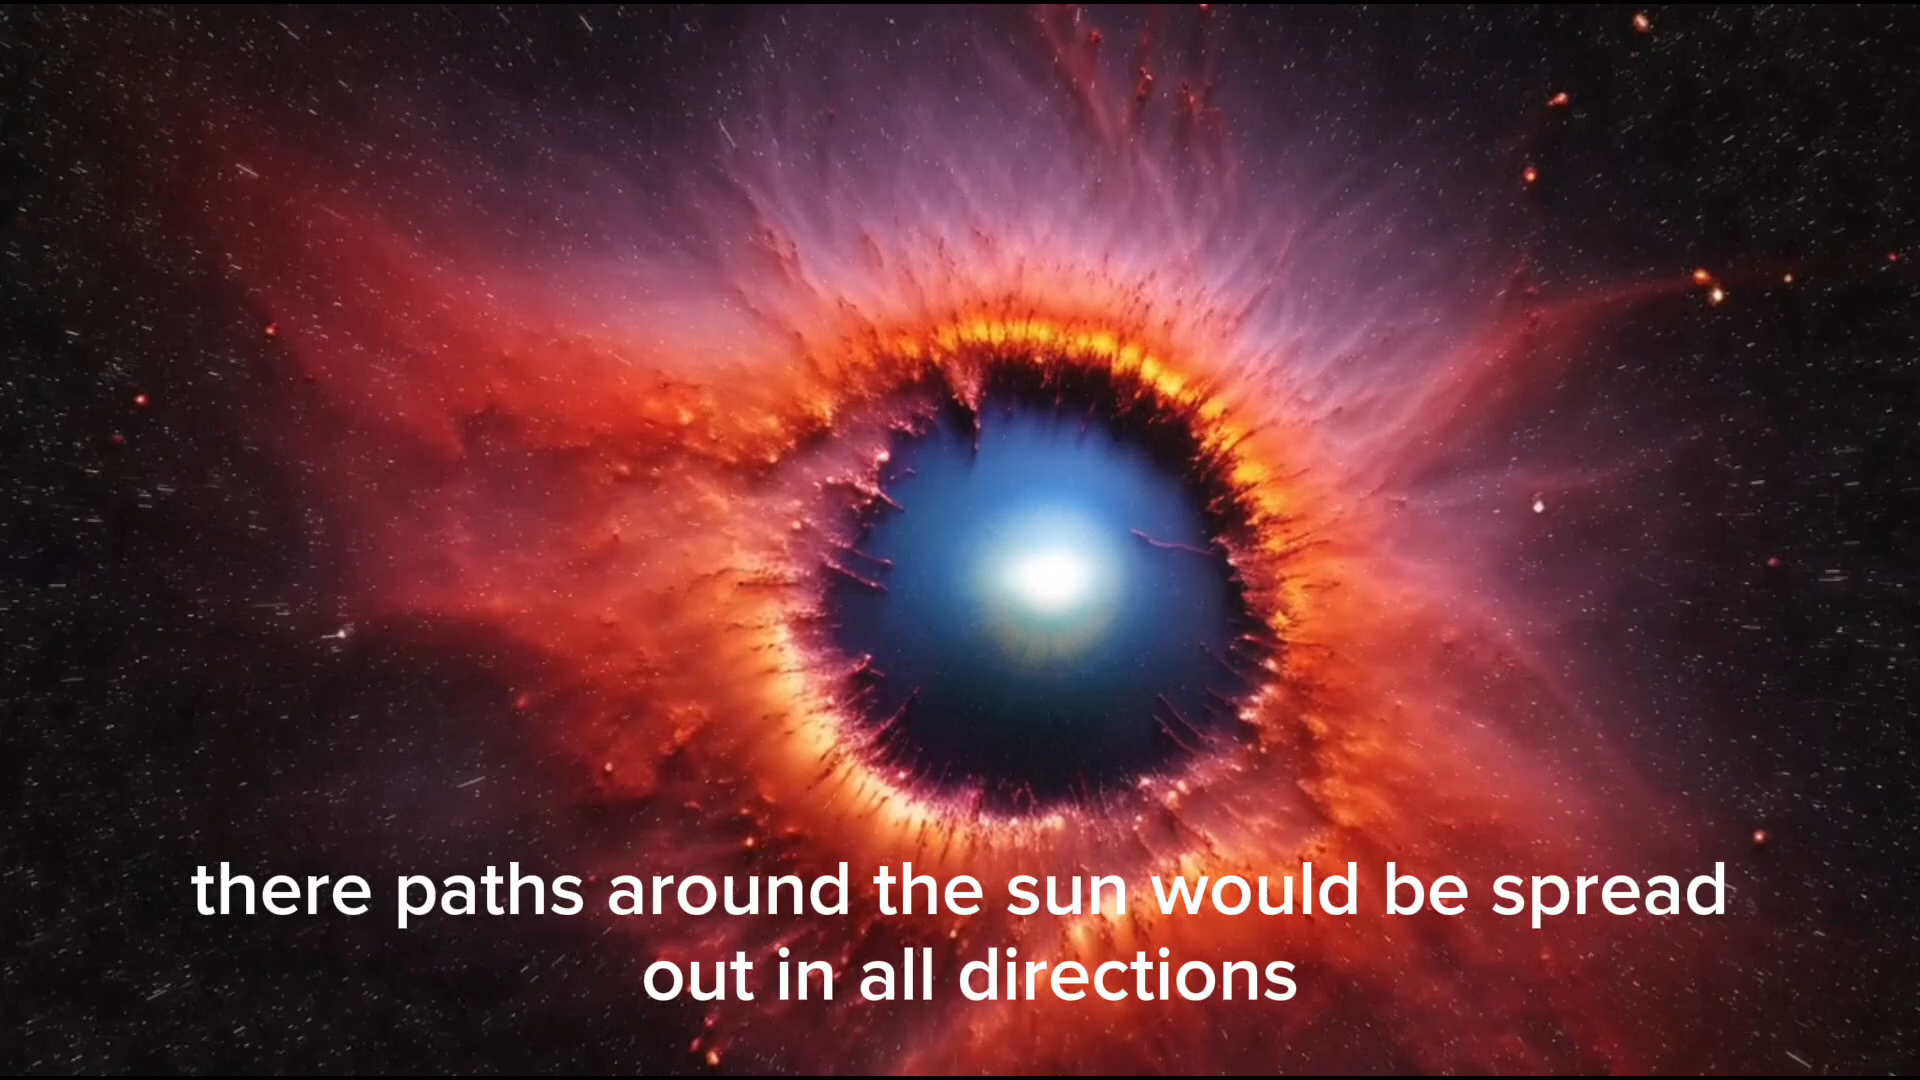 there paths around the sun would be spread
out in all directions